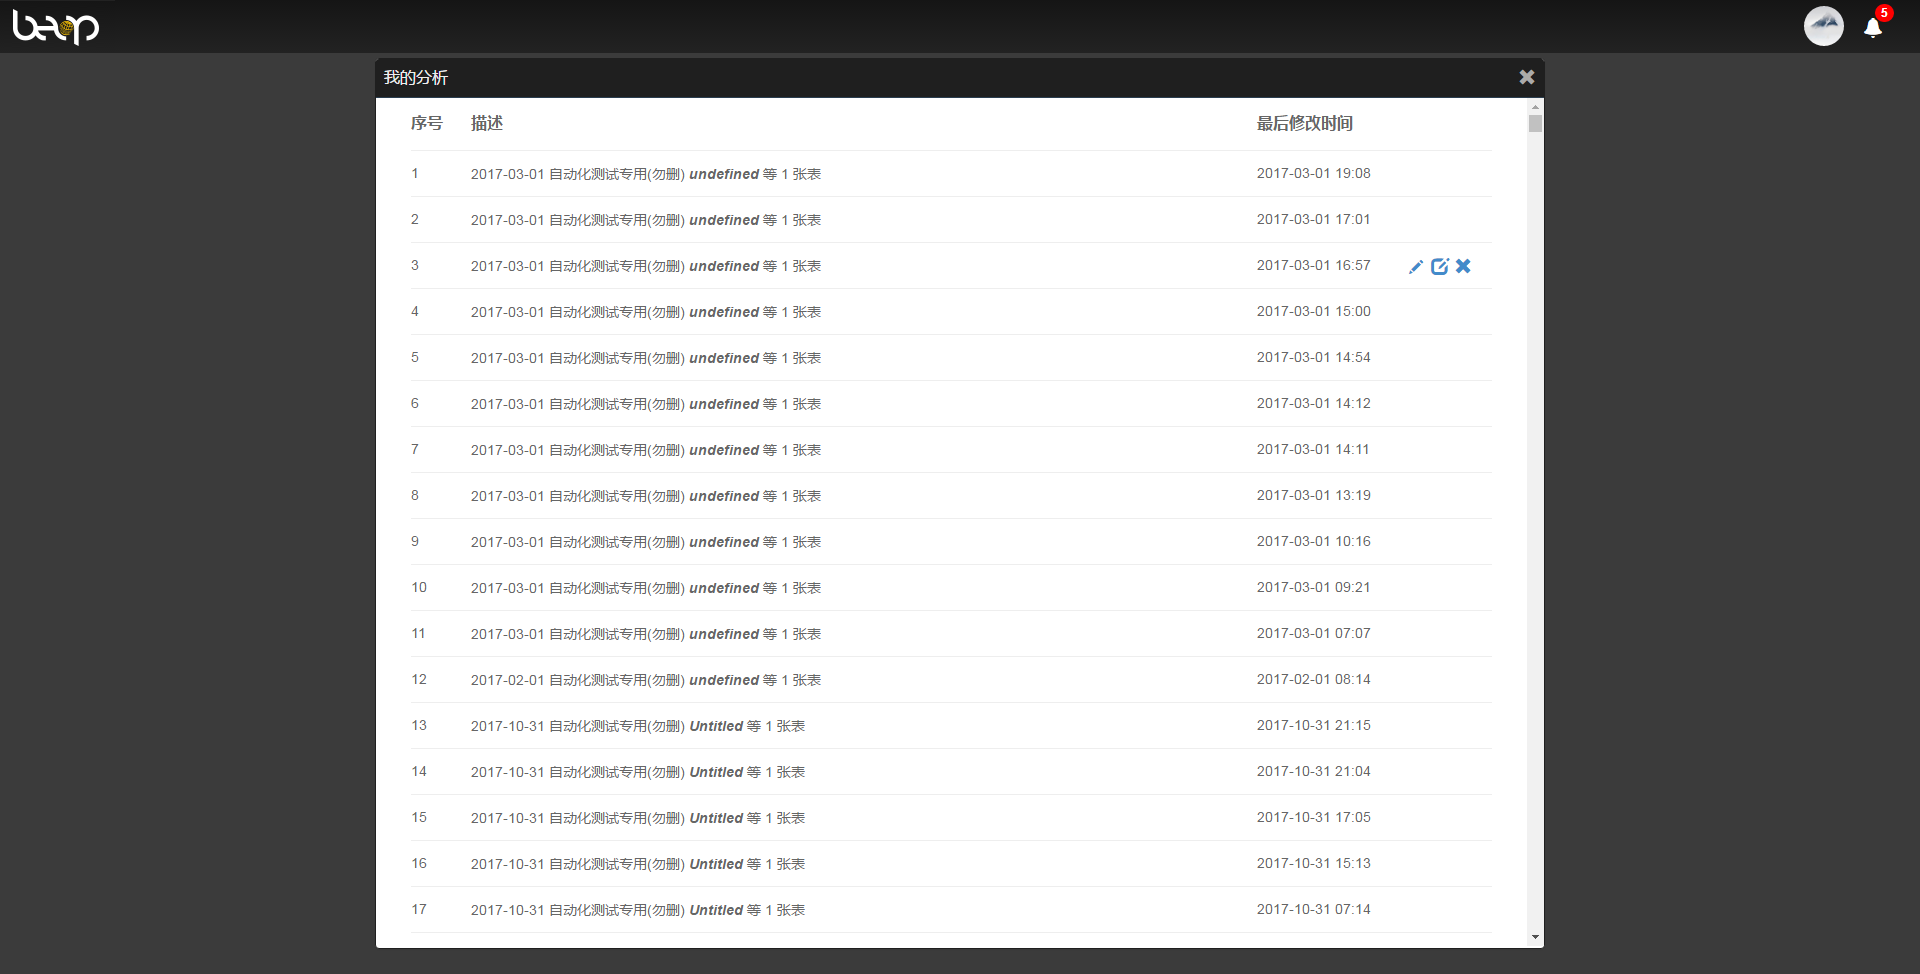 beop
5
我的分析
序号 描述 最后修改时间
1 2017-03-01 自动化测试专用(勿删) undefined 等 1 张表 2017-03-01 19:08
2 2017-03-01 自动化测试专用(勿删) undefined 等 1 张表 2017-03-01 17:01
3 2017-03-01 自动化测试专用(勿删) undefined 等 1 张表 2017-03-01 16:57
4 2017-03-01 自动化测试专用(勿删) undefined 等 1 张表 2017-03-01 15:00
5 2017-03-01 自动化测试专用(勿删) undefined 等 1 张表 2017-03-01 14:54
6 2017-03-01 自动化测试专用(勿删) undefined 等 1 张表 2017-03-01 14:12
7 2017-03-01 自动化测试专用(勿删) undefined 等 1 张表 2017-03-01 14:11
8 2017-03-01 自动化测试专用(勿删) undefined 等 1 张表 2017-03-01 13:19
9 2017-03-01 自动化测试专用(勿删) undefined 等 1 张表 2017-03-01 10:16
10 2017-03-01 自动化测试专用(勿删) undefined 等 1 张表 2017-03-01 09:21
11 2017-03-01 自动化测试专用(勿删) undefined 等 1 张表 2017-03-01 07:07
12 2017-02-01 自动化测试专用(勿删) undefined 等 1 张表 2017-02-01 08:14
13 2017-10-31 自动化测试专用(勿删) Untitled 等 1 张表 2017-10-31 21:15
14 2017-10-31 自动化测试专用(勿删) Untitled 等 1 张表 2017-10-31 21:04
15 2017-10-31 自动化测试专用(勿删) Untitled 等 1 张表 2017-10-31 17:05
16 2017-10-31 自动化测试专用(勿删) Untitled 等 1 张表 2017-10-31 15:13
17 2017-10-31 自动化测试专用(勿删) Untitled 等 1 张表 2017-10-31 07:14